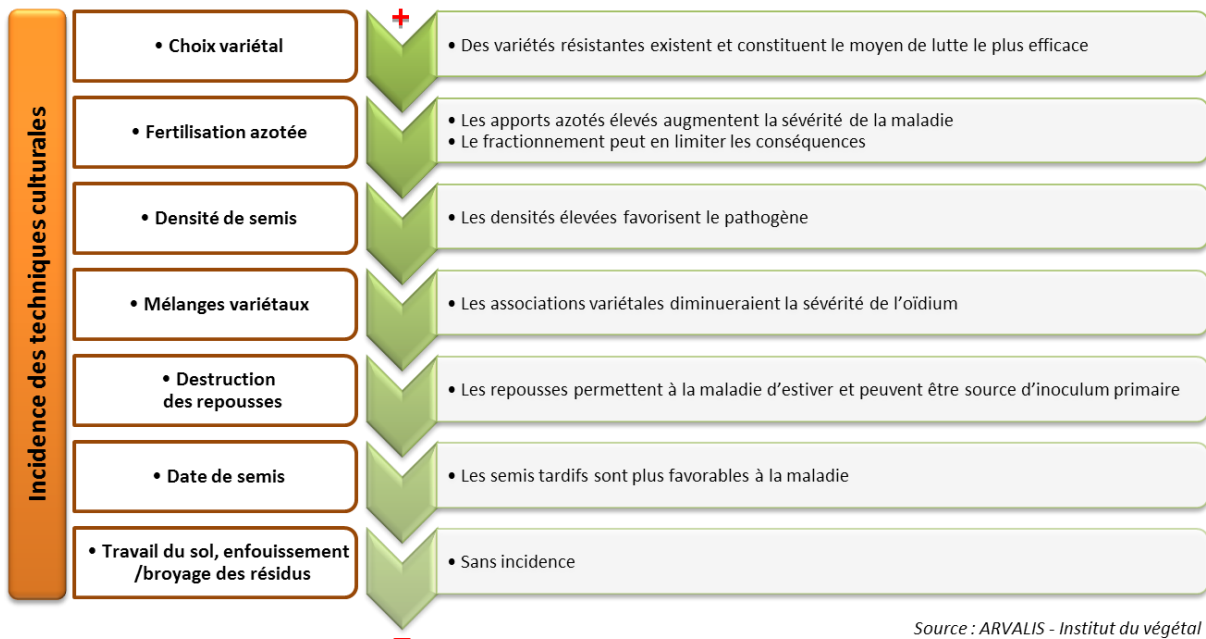 Incidence des techniques culturales
+
• Choix variétal
• Des variétés résistantes existent et constituent le moyen de lutte le plus efficace
• Fertilisation azotée
• Les apports azotés élevés augmentent la sévérité de la maladie
• Le fractionnement peut en limiter les conséquences
• Densité de semis
• Les densités élevées favorisent le pathogène
• Mélanges variétaux
• Les associations variétales diminueraient la sévérité de l’oïdium
• Destruction
des repousses
• Les repousses permettent à la maladie d’estiver et peuvent être source d’inoculum primaire
• Date de semis
• Les semis tardifs sont plus favorables à la maladie
• Travail du sol, enfouissement
/broyage des résidus
• Sans incidence
–
Source : ARVALIS - Institut du végétal